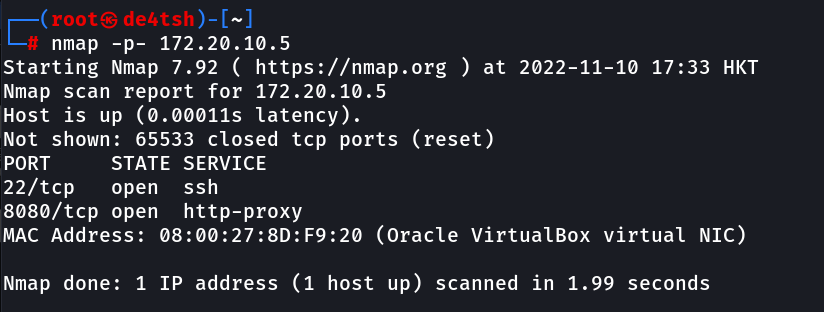 ┌──(root㉿de4tsh)-[~]
└─# nmap -p- 172.20.10.5
Starting Nmap 7.92 ( https://nmap.org ) at 2022-11-10 17:33 HKT
Nmap scan report for 172.20.10.5
Host is up (0.00011s latency).
Not shown: 65533 closed tcp ports (reset)
PORT     STATE SERVICE
22/tcp   open  ssh
8080/tcp open  http-proxy
MAC Address: 08:00:27:8D:F9:20 (Oracle VirtualBox virtual NIC)

Nmap done: 1 IP address (1 host up) scanned in 1.99 seconds